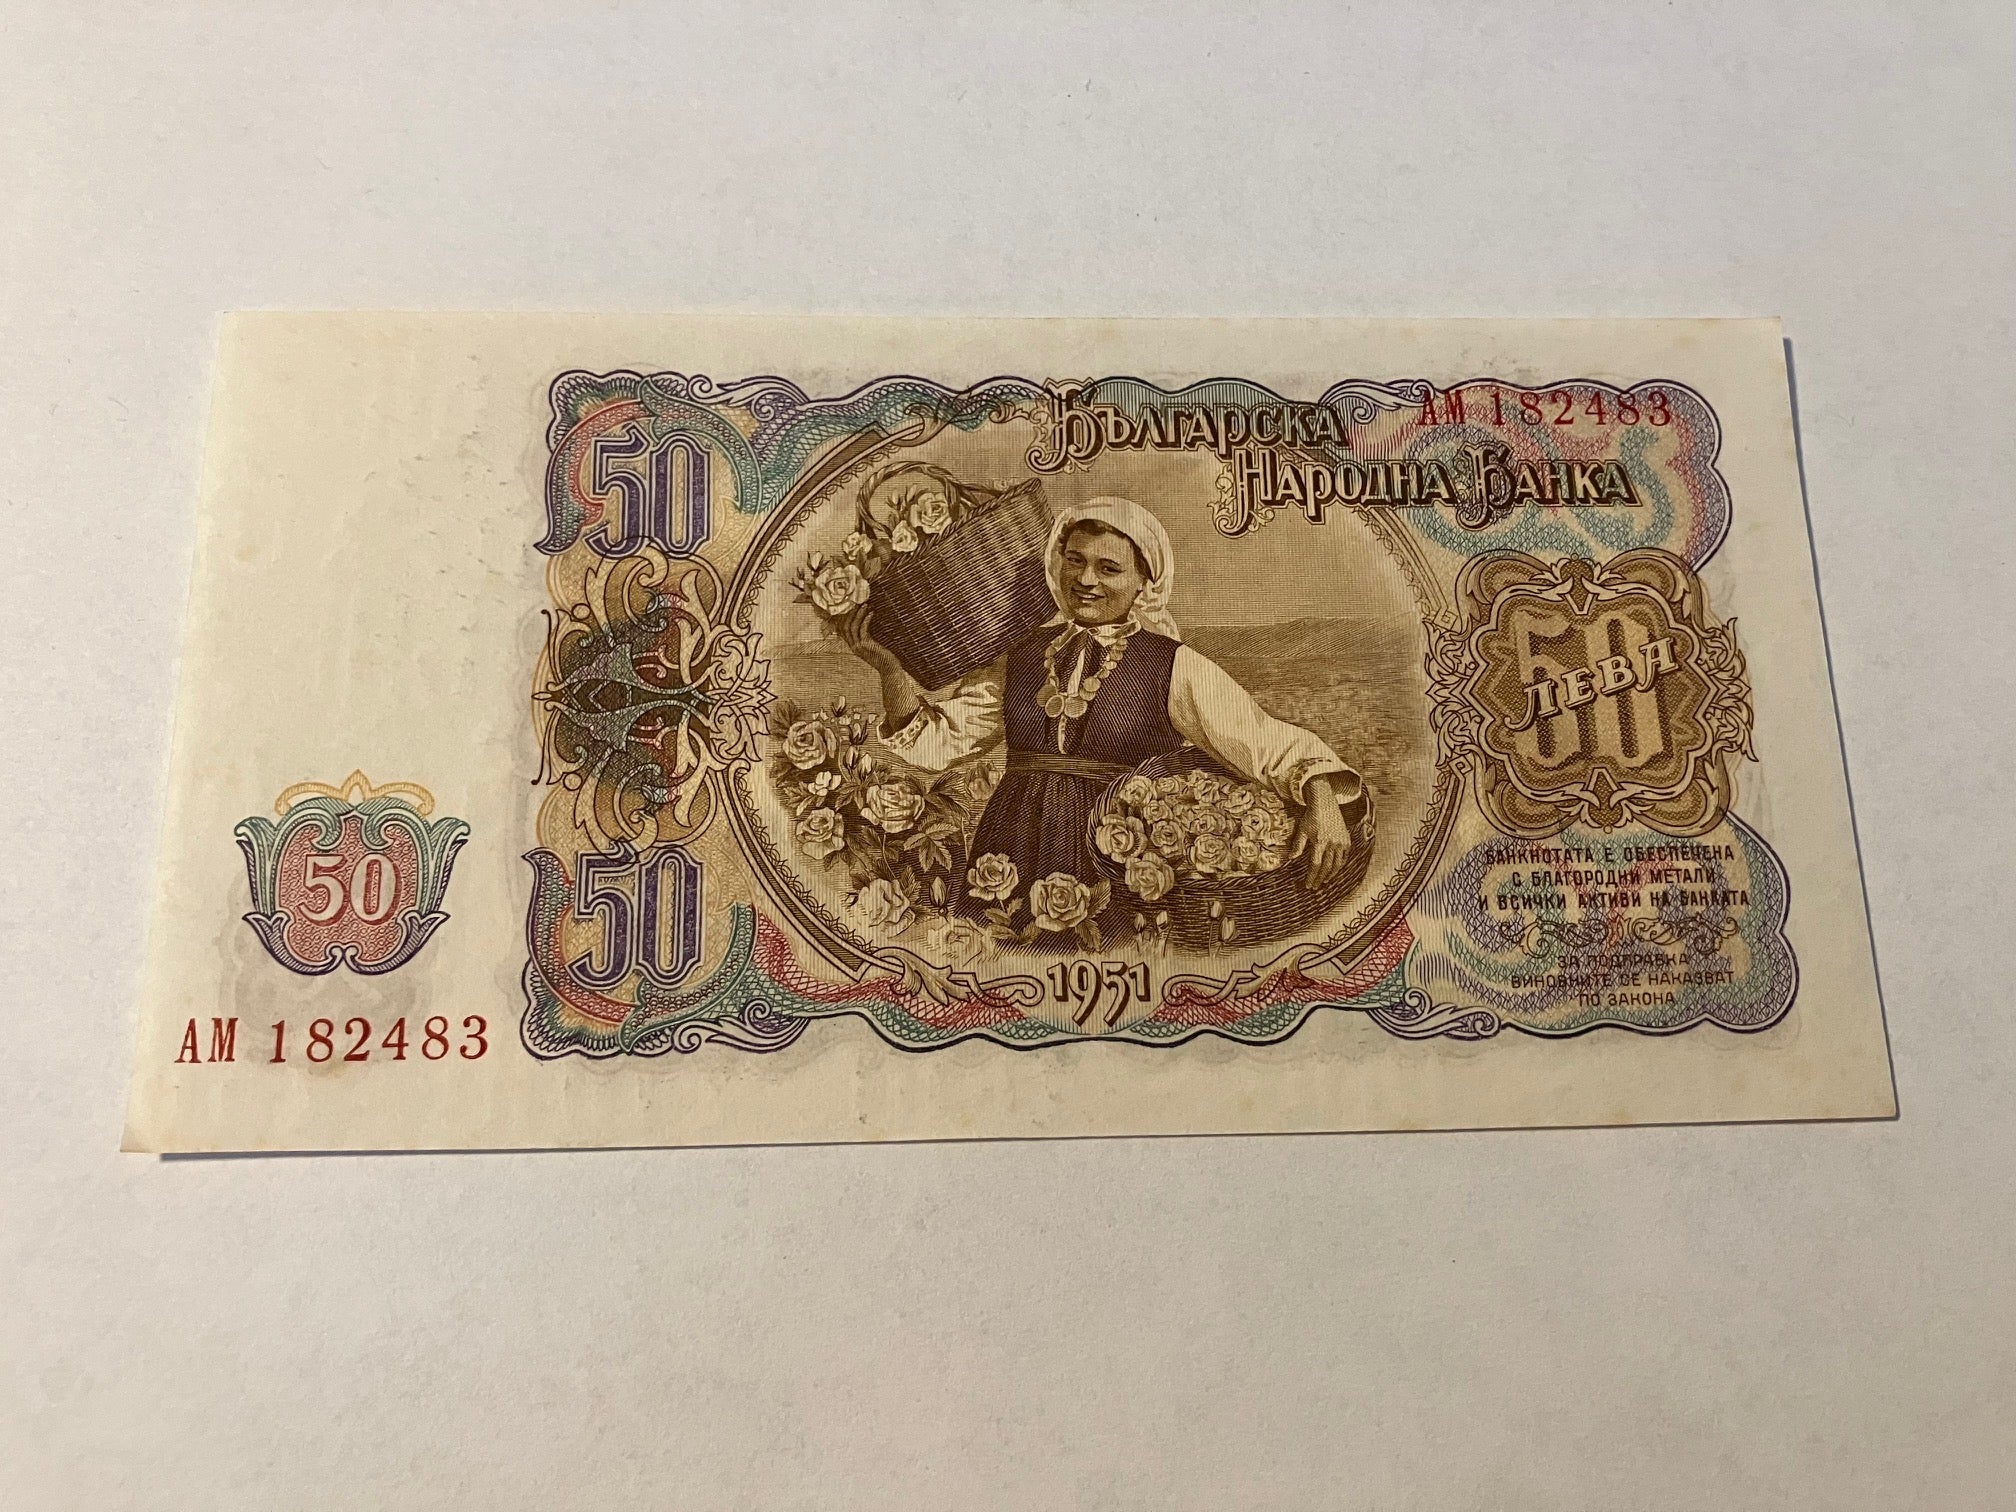 50
Българска
АМ 182483
Народна Банка
50
ЛЕВА
50
50
БАНКНОТАТА Е ОБЕСПЕЧЕНА
С БЛАГОРОДНИ МЕТАЛИ
И ВСИЧКИ АКТИВИ НА БАНКАТА
ЗА ПОДПРАВКА
ВИНОВНИТЕ СЕ НАКАЗВАТ
ПО ЗАКОНА
1951
АМ 182483